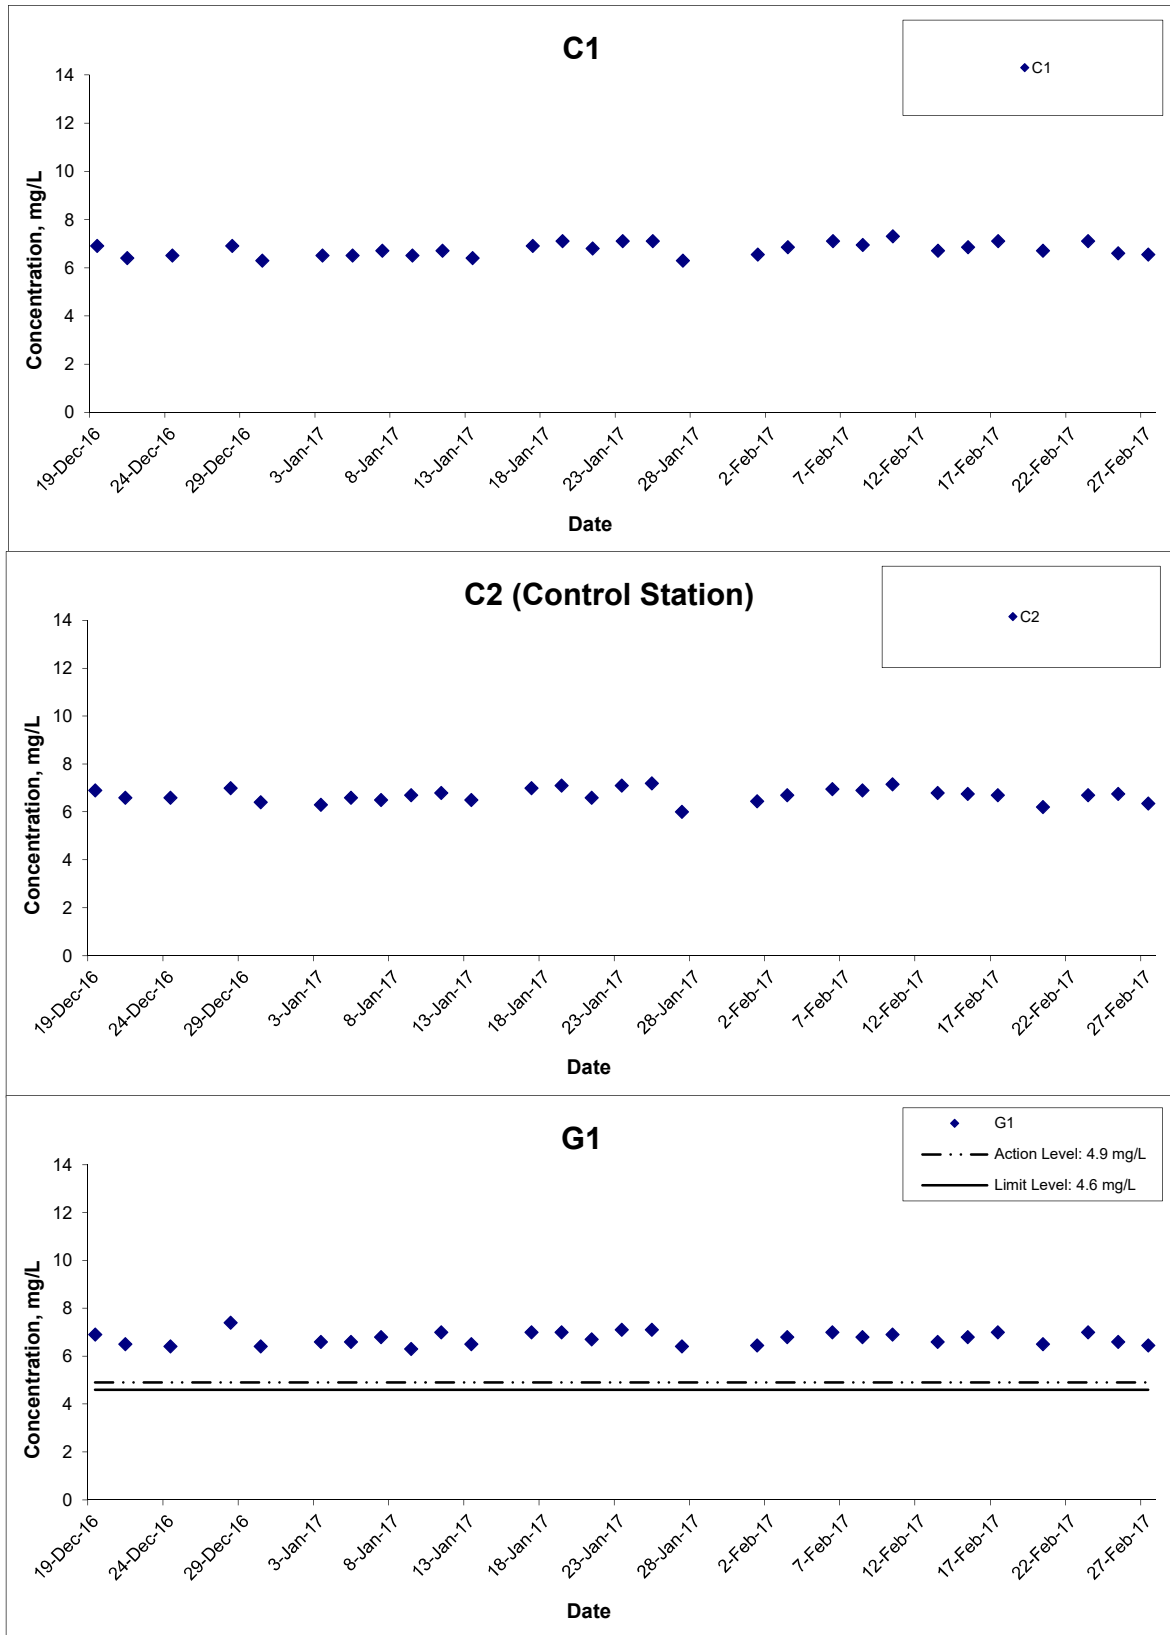 C1
C1
14
12
10
8
6
4
2
0
Concentration, mg/L
19-Dec-16
24-Dec-16
29-Dec-16
3-Jan-17
8-Jan-17
13-Jan-17
18-Jan-17
23-Jan-17
28-Jan-17
2-Feb-17
7-Feb-17
12-Feb-17
17-Feb-17
22-Feb-17
27-Feb-17
Date
C2 (Control Station)
C2
14
12
10
8
6
4
2
0
Concentration, mg/L
19-Dec-16
24-Dec-16
29-Dec-16
3-Jan-17
8-Jan-17
13-Jan-17
18-Jan-17
23-Jan-17
28-Jan-17
2-Feb-17
7-Feb-17
12-Feb-17
17-Feb-17
22-Feb-17
27-Feb-17
Date
G1
G1
Action Level: 4.9 mg/L
Limit Level: 4.6 mg/L
14
12
10
8
6
4
2
0
Concentration, mg/L
19-Dec-16
24-Dec-16
29-Dec-16
3-Jan-17
8-Jan-17
13-Jan-17
18-Jan-17
23-Jan-17
28-Jan-17
2-Feb-17
7-Feb-17
12-Feb-17
17-Feb-17
22-Feb-17
27-Feb-17
Date